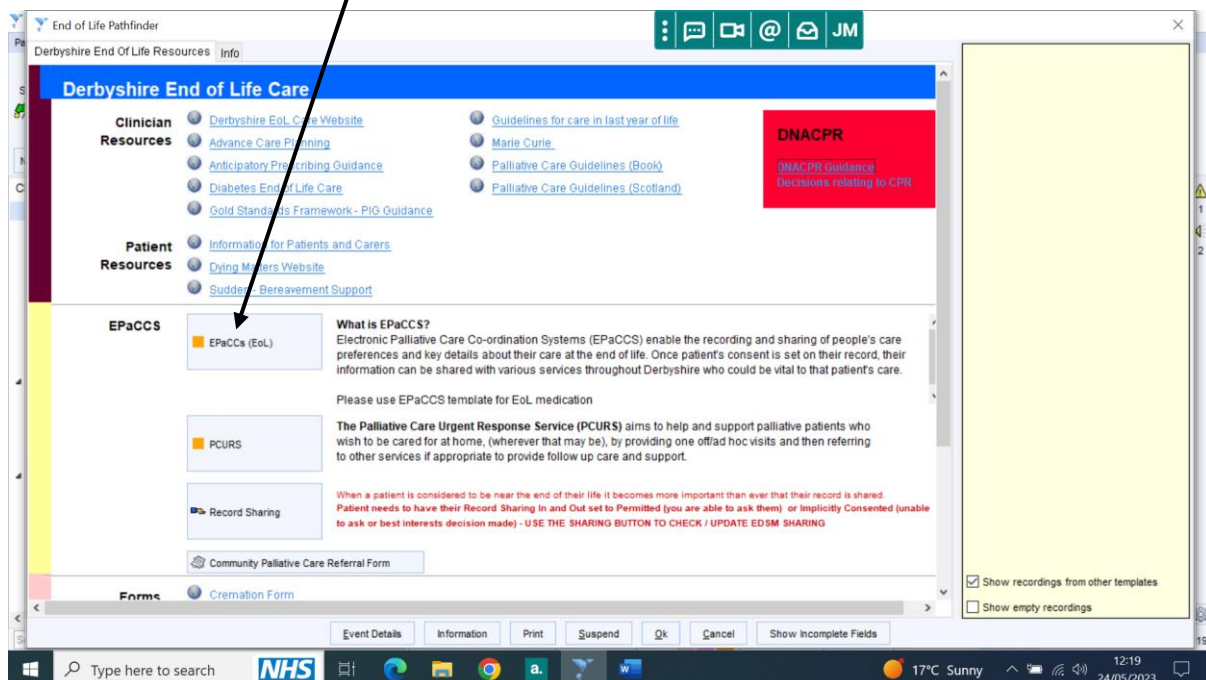 End of Life Pathfinder
JM
Derbyshire End Of Life Resources
Info
Derbyshire End of Life Care
Clinician Resources
Derbyshire EoL Care Website
Advance Care Planning
Anticipatory Prescribing Guidance
Diabetes End of Life Care
Gold Standards Framework - PIG Guidance
Guidelines for care in last year of life
Marie Curie
Palliative Care Guidelines (Book)
Palliative Care Guidelines (Scotland)
DNACPR
DNACPR Guidance
Decisions relating to CPR
Patient Resources
Information for Patients and Carers
Dying Matters Website
Sudden - Bereavement Support
EPaCCS
EPaCCs (EoL)
What is EPaCCS?
Electronic Palliative Care Co-ordination Systems (EPaCCS) enable the recording and sharing of people's care
preferences and key details about their care at the end of life. Once patient's consent is set on their record, their
information can be shared with various services throughout Derbyshire who could be vital to that patient's care.
Please use EPaCCS template for EoL medication
PCURS
The Palliative Care Urgent Response Service (PCURS) aims to help and support palliative patients who
wish to be cared for at home, (wherever that may be), by providing one off/ad hoc visits and then referring
to other services if appropriate to provide follow up care and support.
Record Sharing
When a patient is considered to be near the end of their life it becomes more important than ever that their record is shared.
Patient needs to have their Record Sharing In and Out set to Permitted (you are able to ask them) or Implicitly Consented (unable
to ask or best interests decision made) - USE THE SHARING BUTTON TO CHECK / UPDATE EDSM SHARING
Community Palliative Care Referral Form
Forms
Cremation Form
Show recordings from other templates
Show empty recordings
Event Details
Information
Print
Suspend
Ok
Cancel
Show Incomplete Fields
Type here to search
NHS
a.
17°C Sunny
12:19
24/05/2023